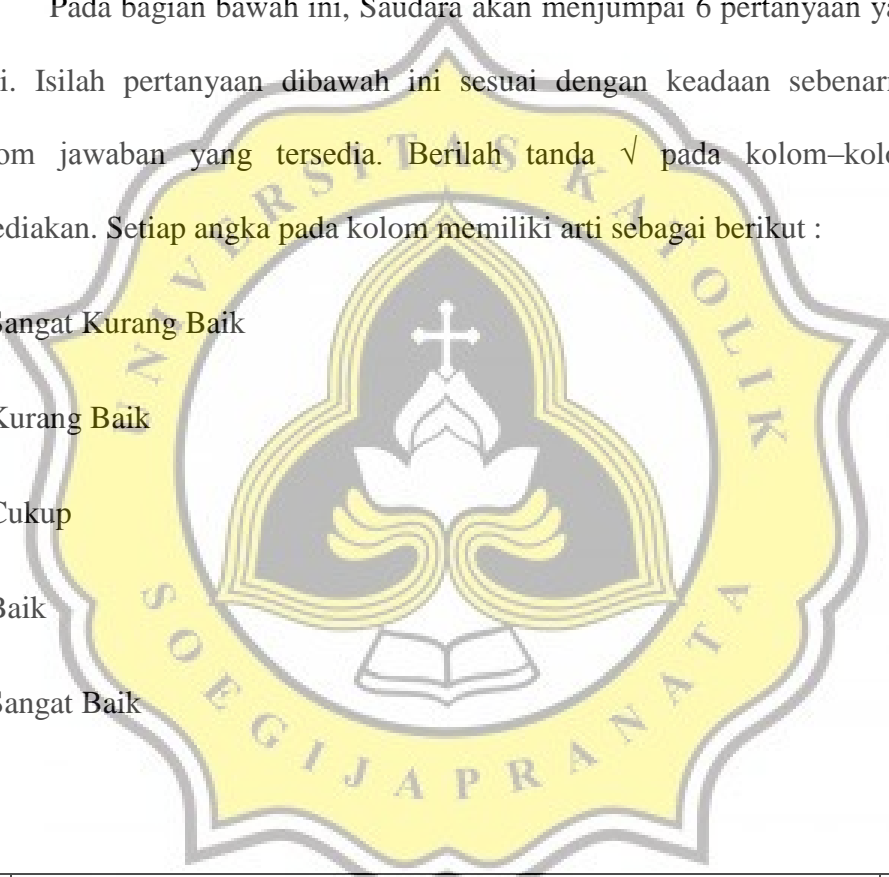 Pada bagian bawah ini, Saudara akan menjumpai 6 pertanyaan ya
i. Isilah pertanyaan dibawah ini sesuai dengan keadaan sebenar
om jawaban yang tersedia. Berilah tanda √ pada kolom–kolo
ediakan. Setiap angka pada kolom memiliki arti sebagai berikut :
Sangat Kurang Baik
Kurang Baik
Cukup
Baik
Sangat Baik
UNIVERSITAS KATOLIK
SOEGIJAPRANATA